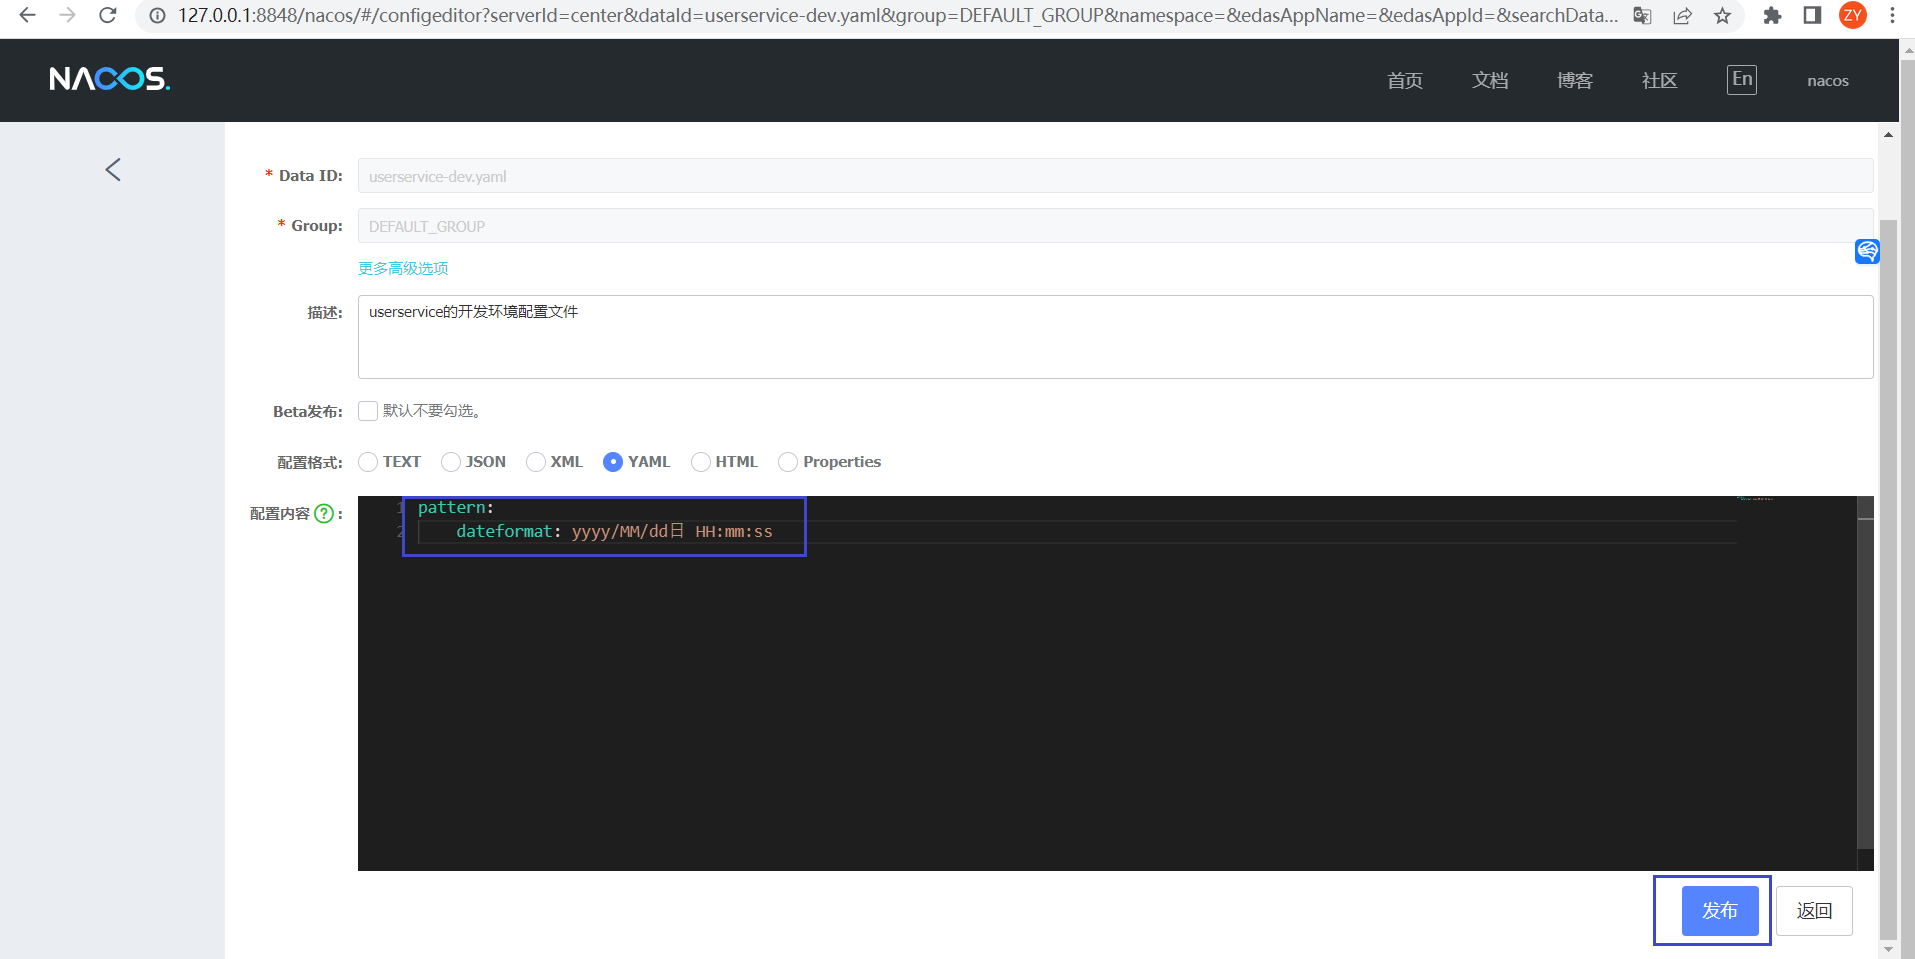 127.0.0.1:8848/nacos/#/configeditor?serverId=center&dataId=userservice-dev.yaml&group=DEFAULT_GROUP&namespace=&edasAppName=&edasAppId=&searchData...
ZY
NACOS.
首页
文档
博客
社区
En
nacos
* Data ID:
userservice-dev.yaml
* Group:
DEFAULT_GROUP
更多高级选项
描述:
userservice的开发环境配置文件
Beta发布:
默认不要勾选。
配置格式:
TEXT
JSON
XML
YAML
HTML
Properties
配置内容 ? :
1 pattern:
2 dateformat: yyyy/MM/dd日 HH:mm:ss
发布
返回